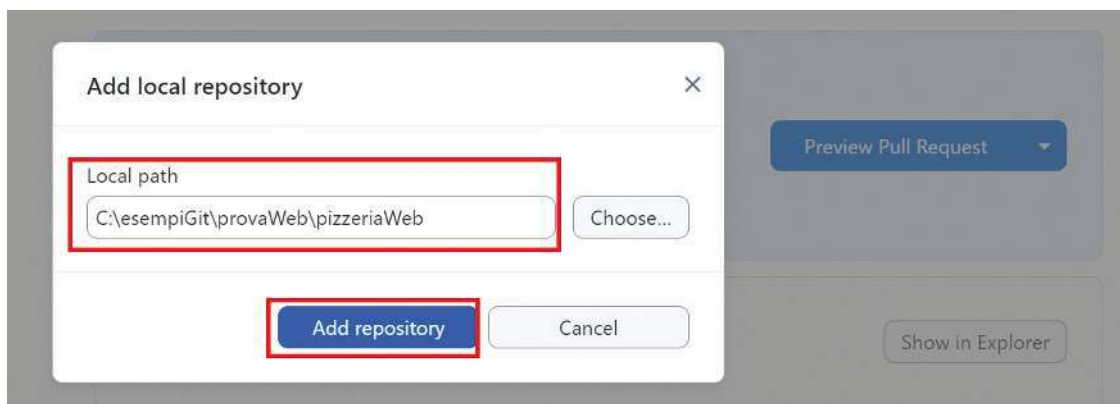 Add local repository
Preview Pull Request
Local path
C:\esempiGit\provaWeb\pizzeriaWeb
Choose...
Add repository
Cancel
Show in Explorer